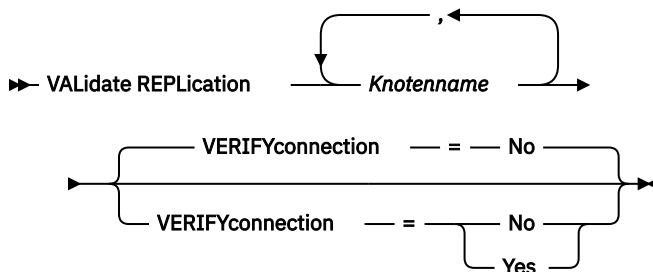 ,
VALidate REPLication Knotenname
VERIFYconnection = No
VERIFYconnection = No
Yes